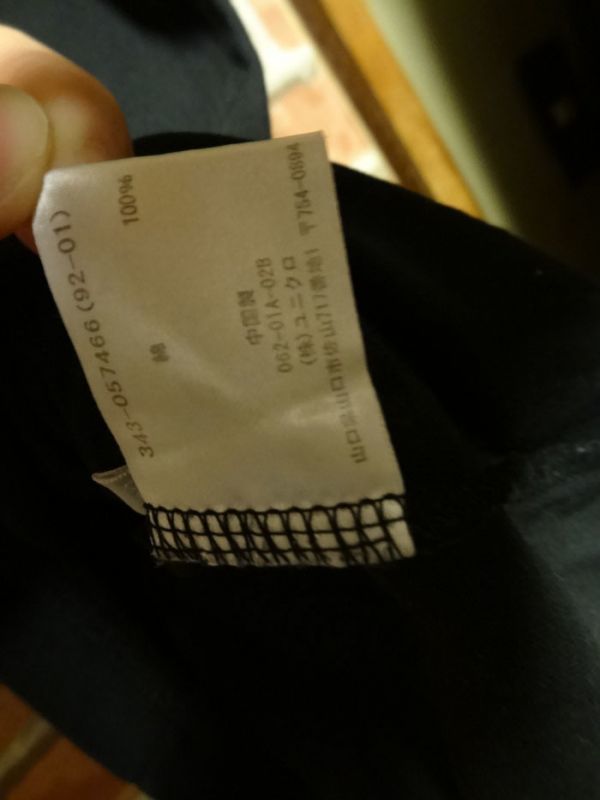 343-057466(92-01)
綿 100%
中国製
062-01A-02B
(株)ユニクロ
山口県山口市佐山717番地1 〒754-0894